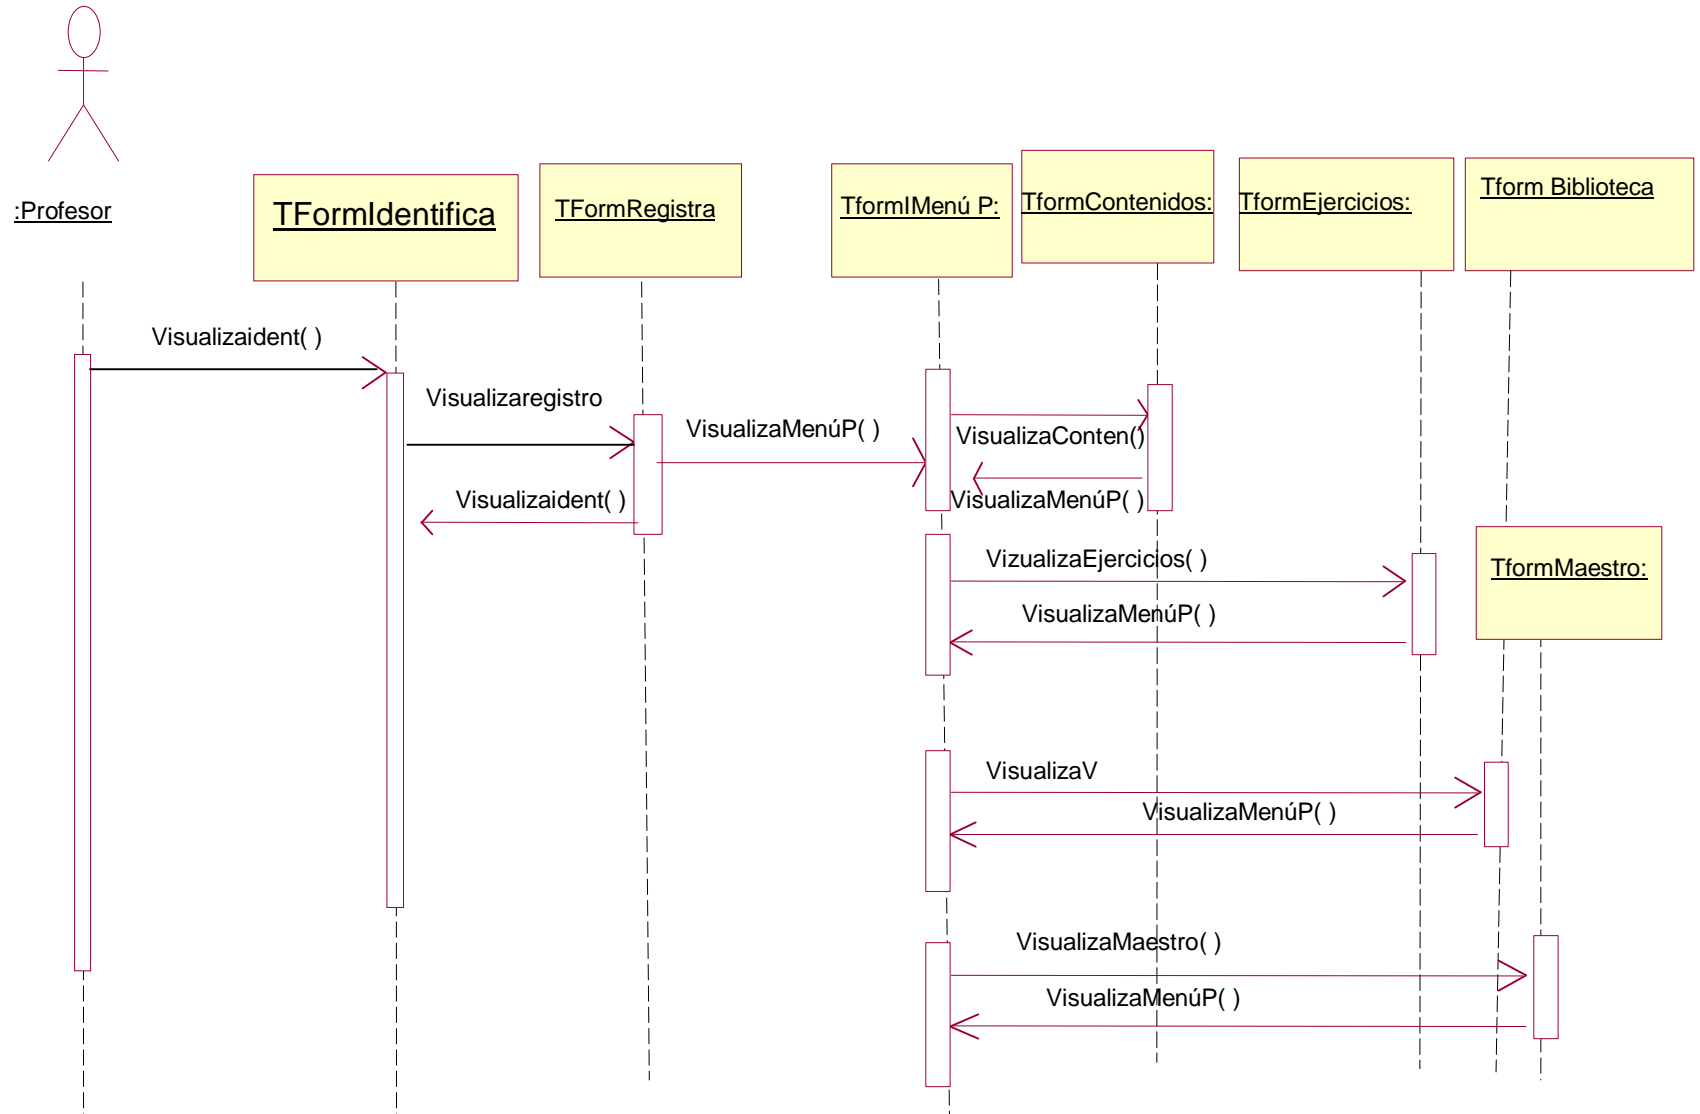 :Profesor
TFormIdentifica
TFormRegistra
TformIMenú P:
TformContenidos:
TformEjercicios:
Tform Biblioteca
Visualizaident( )
Visualizaregistro
VisualizaMenúP( )
VisualizaConten()
Visualizaident( )
VisualizaMenúP( )
VizualizaEjercicios( )
TformMaestro:
VisualizaMenúP( )
VisualizaV
VisualizaMenúP( )
VisualizaMaestro( )
VisualizaMenúP( )